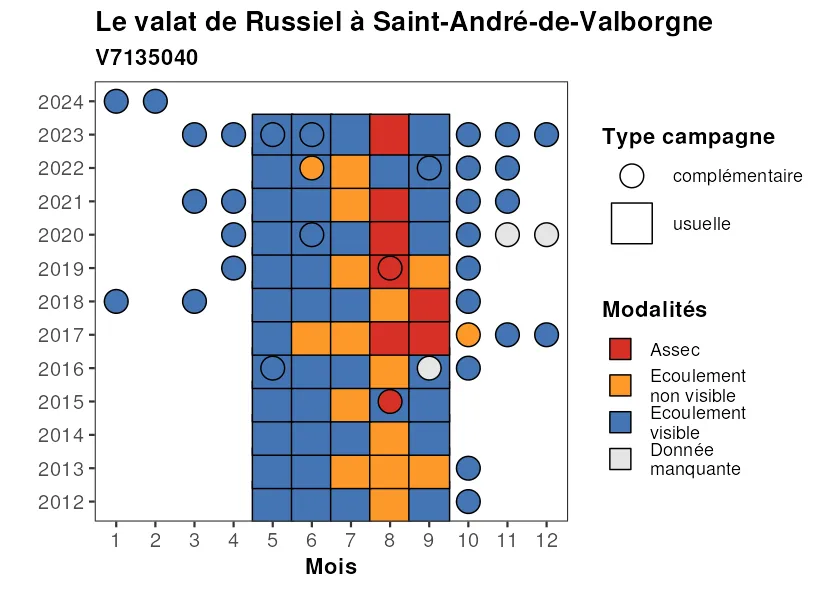 Le valat de Russiel à Saint-André-de-Valborgne
V7135040
2024
2023
2022
2021
2020
2019
2018
2017
2016
2015
2014
2013
2012
1 2 3 4 5 6 7 8 9 10 11 12
Mois
Type campagne
complémentaire
usuelle
Modalités
Assec
Ecoulement
non visible
Ecoulement
visible
Donnée
manquante